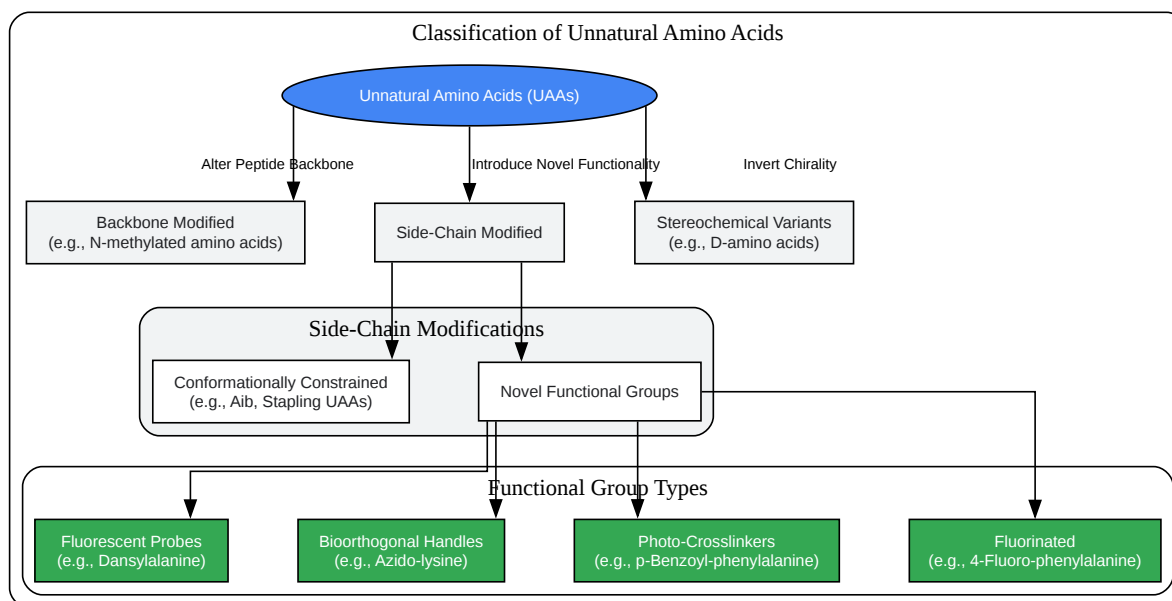 Classification of Unnatural Amino Acids
Unnatural Amino Acids (UAAs)
Alter Peptide Backbone
Introduce Novel Functionality
Invert Chirality
Backbone Modified
(e.g., N-methylated amino acids)
Side-Chain Modified
Stereochemical Variants
(e.g., D-amino acids)
Side-Chain Modifications
Conformationally Constrained
(e.g., Aib, Stapling UAAs)
Novel Functional Groups
Functional Group Types
Fluorescent Probes
(e.g., Dansylalanine)
Bioorthogonal Handles
(e.g., Azido-lysine)
Photo-Crosslinkers
(e.g., p-Benzoyl-phenylalanine)
Fluorinated
(e.g., 4-Fluoro-phenylalanine)